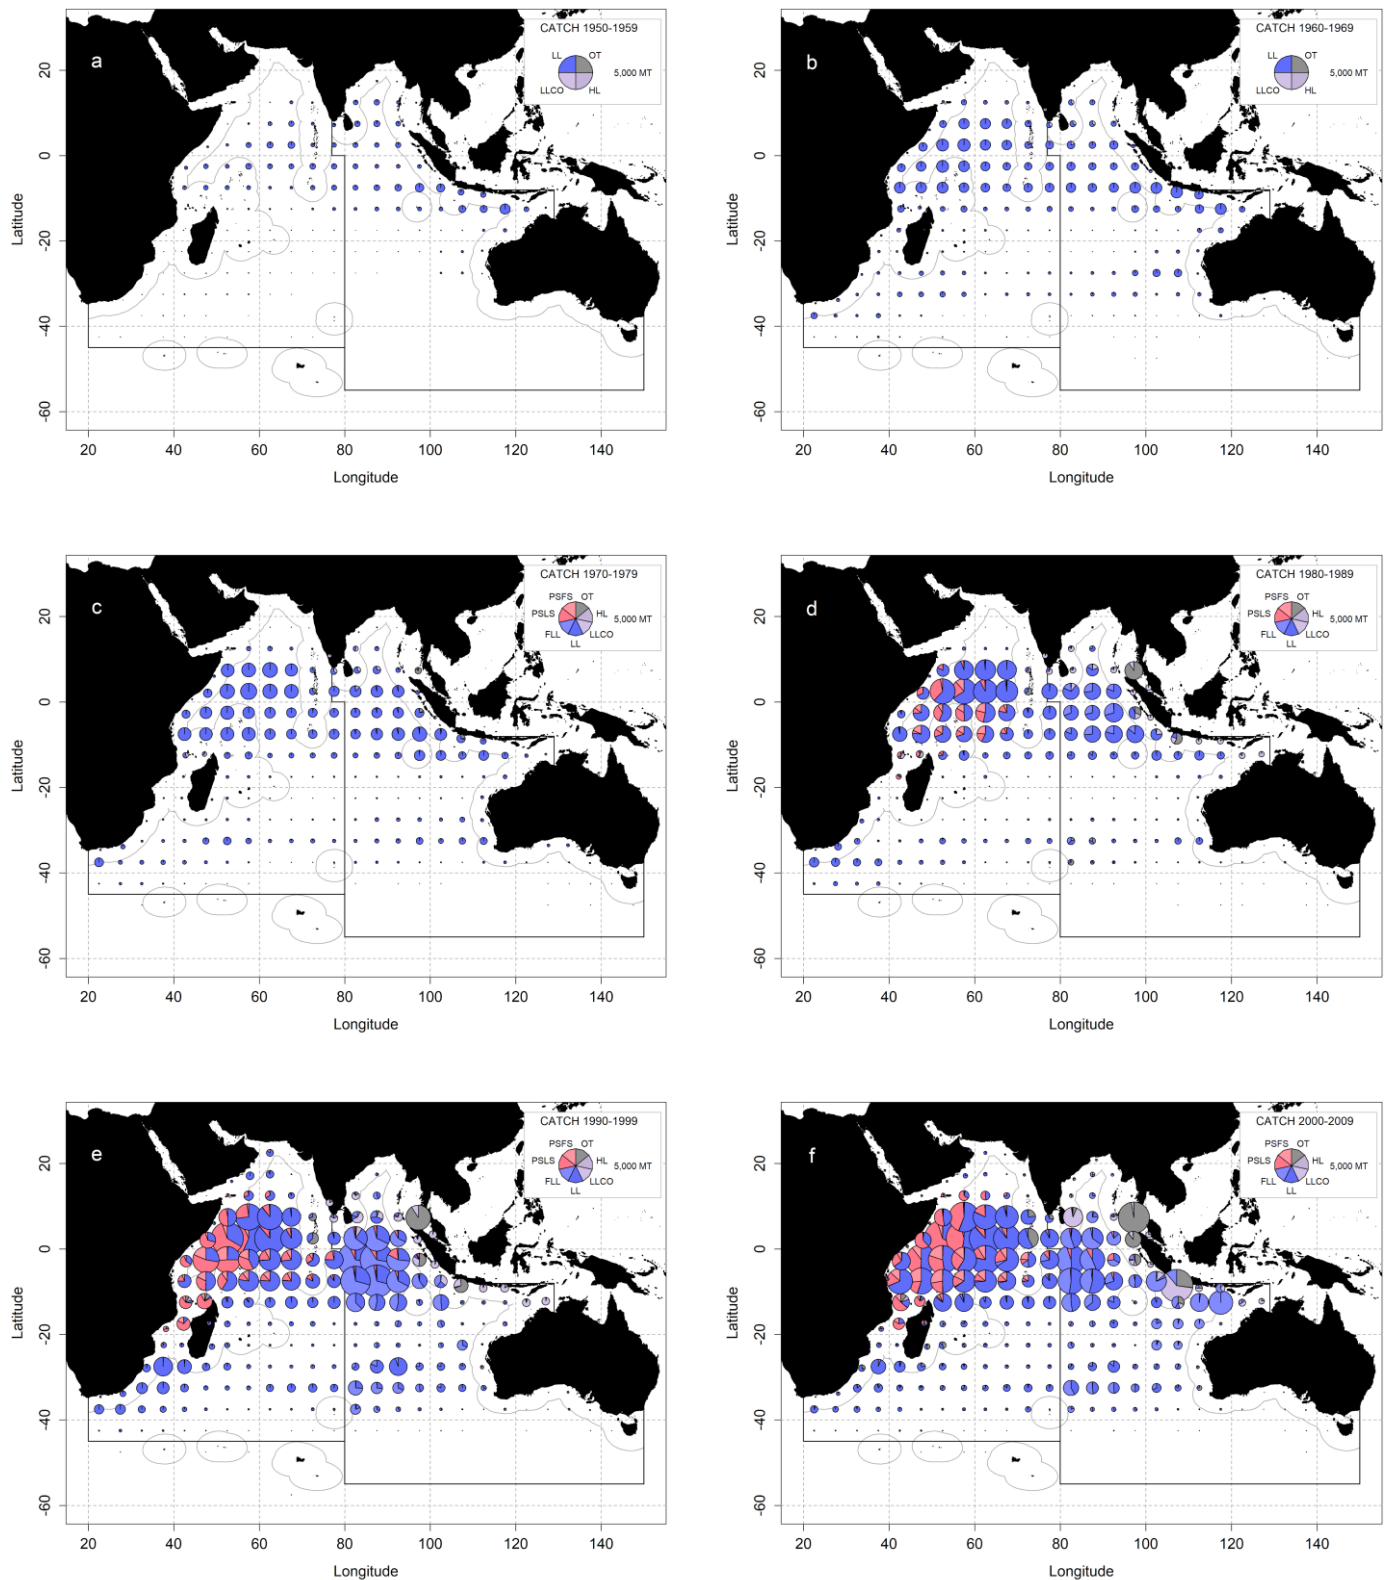 a
CATCH 1950-1959
LL OT
5,000 MT
LLCO HL
20
0
-20
-40
-60
Latitude
20 40 60 80 100 120 140
Longitude
b
CATCH 1960-1969
LL OT
5,000 MT
LLCO HL
20
0
-20
-40
-60
Latitude
20 40 60 80 100 120 140
Longitude
c
CATCH 1970-1979
PSFS OT
PSLS HL
5,000 MT
FLL LLCO
LL
20
0
-20
-40
-60
Latitude
20 40 60 80 100 120 140
Longitude
d
CATCH 1980-1989
PSFS OT
PSLS HL
5,000 MT
FLL LLCO
LL
20
0
-20
-40
-60
Latitude
20 40 60 80 100 120 140
Longitude
e
CATCH 1990-1999
PSFS OT
PSLS HL
5,000 MT
FLL LLCO
LL
20
0
-20
-40
-60
Latitude
20 40 60 80 100 120 140
Longitude
f
CATCH 2000-2009
PSFS OT
PSLS HL
5,000 MT
FLL LLCO
LL
20
0
-20
-40
-60
Latitude
20 40 60 80 100 120 140
Longitude